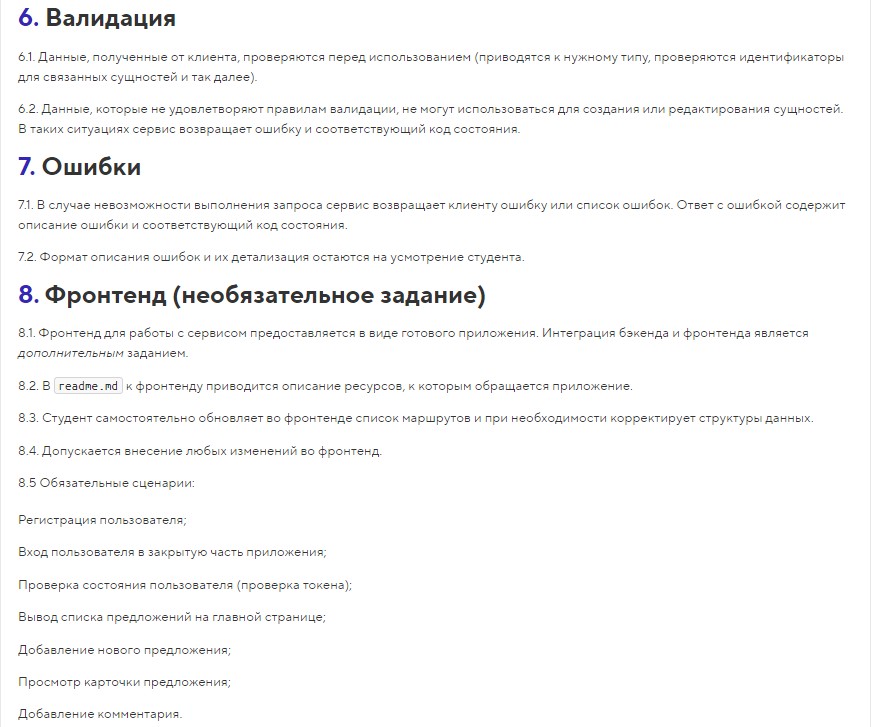 6. Валидация
6.1. Данные, полученные от клиента, проверяются перед использованием (приводятся к нужному типу, проверяются идентификаторы
для связанных сущностей и так далее).
6.2. Данные, которые не удовлетворяют правилам валидации, не могут использоваться для создания или редактирования сущностей.
В таких ситуациях сервис возвращает ошибку и соответствующий код состояния.
7. Ошибки
7.1. В случае невозможности выполнения запроса сервис возвращает клиенту ошибку или список ошибок. Ответ с ошибкой содержит
описание ошибки и соответствующий код состояния.
7.2. Формат описания ошибок и их детализация остаются на усмотрение студента.
8. Фронтенд (необязательное задание)
8.1. Фронтенд для работы с сервисом предоставляется в виде готового приложения. Интеграция бэкенда и фронтенда является
дополнительным заданием.
8.2. В readme.md к фронтенду приводится описание ресурсов, к которым обращается приложение.
8.3. Студент самостоятельно обновляет во фронтенде список маршрутов и при необходимости корректирует структуры данных.
8.4. Допускается внесение любых изменений во фронтенд.
8.5 Обязательные сценарии:
Регистрация пользователя;
Вход пользователя в закрытую часть приложения;
Проверка состояния пользователя (проверка токена);
Вывод списка предложений на главной странице;
Добавление нового предложения;
Просмотр карточки предложения;
Добавление комментария.